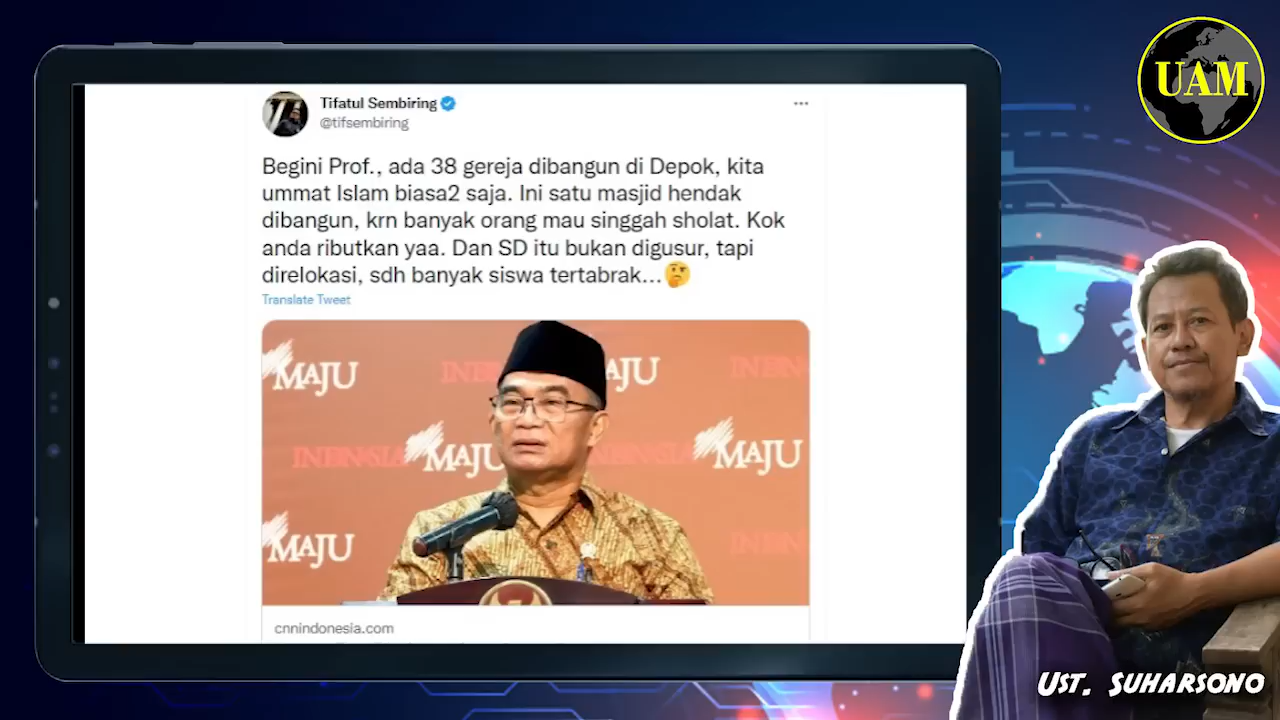 UAM
Tifatul Sembiring
@tifsembiring
Begini Prof., ada 38 gereja dibangun di Depok, kita
ummat Islam biasa2 saja. Ini satu masjid hendak
dibangun, krn banyak orang mau singgah sholat. Kok
anda ributkan yaa. Dan SD itu bukan digusur, tapi
direlokasi, sdh banyak siswa tertabrak...🤔
Translate Tweet
MAJU
AJU
MAJU
MAJU
MAJU
cnnindonesia.com
UST. SUHARSONO